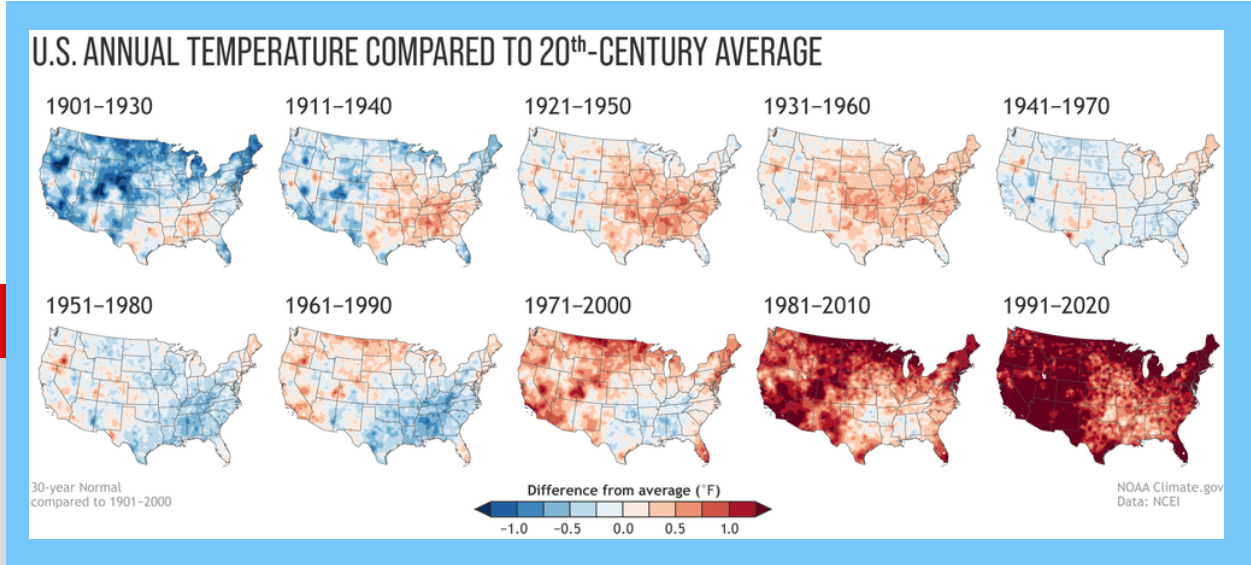 U.S. ANNUAL TEMPERATURE COMPARED TO 20th-CENTURY AVERAGE
1901–1930
1911–1940
1921–1950
1931–1960
1941–1970
1951–1980
1961–1990
1971–2000
1981–2010
1991–2020
30-year Normal
compared to 1901–2000
Difference from average (°F)
-1.0 -0.5 0.0 0.5 1.0
NOAA Climate.gov
Data: NCEI